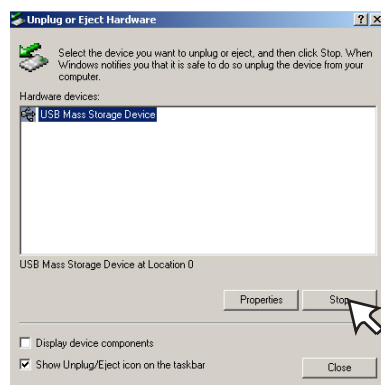 Unplug or Eject Hardware
Select the device you want to unplug or eject, and then click Stop. When
Windows notifies you that it is safe to do so unplug the device from your
computer.
Hardware devices:
USB Mass Storage Device
USB Mass Storage Device at Location 0
Properties Stop
Display device components
Show Unplug/Eject icon on the taskbar
Close